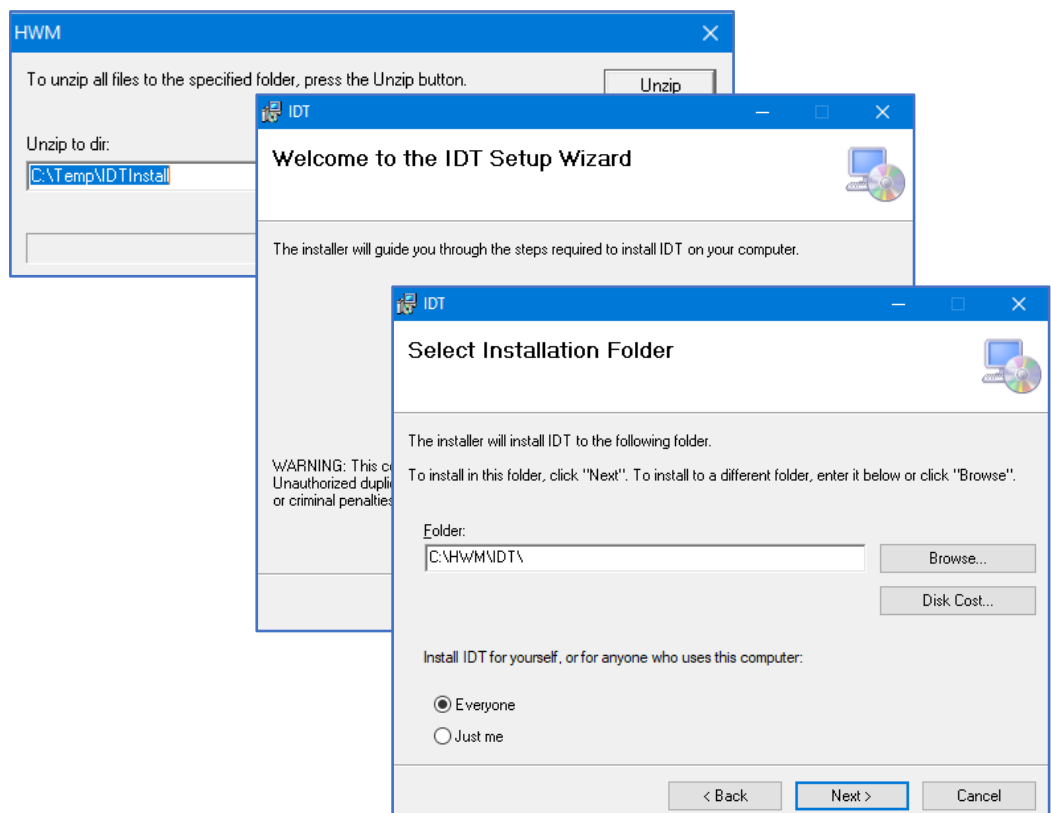 HWM
To unzip all files to the specified folder, press the Unzip button.
Unzip
Unzip to dir:
C:\Temp\IDTInstall
IDT
Welcome to the IDT Setup Wizard
The installer will guide you through the steps required to install IDT on your computer.
WARNING: This
Unauthorized
or criminal penalties
IDT
Select Installation Folder
The installer will install IDT to the following folder.
To install in this folder, click "Next". To install to a different folder, enter it below or click "Browse".
Folder:
C:\HWM\IDT\
Browse...
Disk Cost...
Install IDT for yourself, or for anyone who uses this computer:
Everyone
Just me
< Back
Next >
Cancel